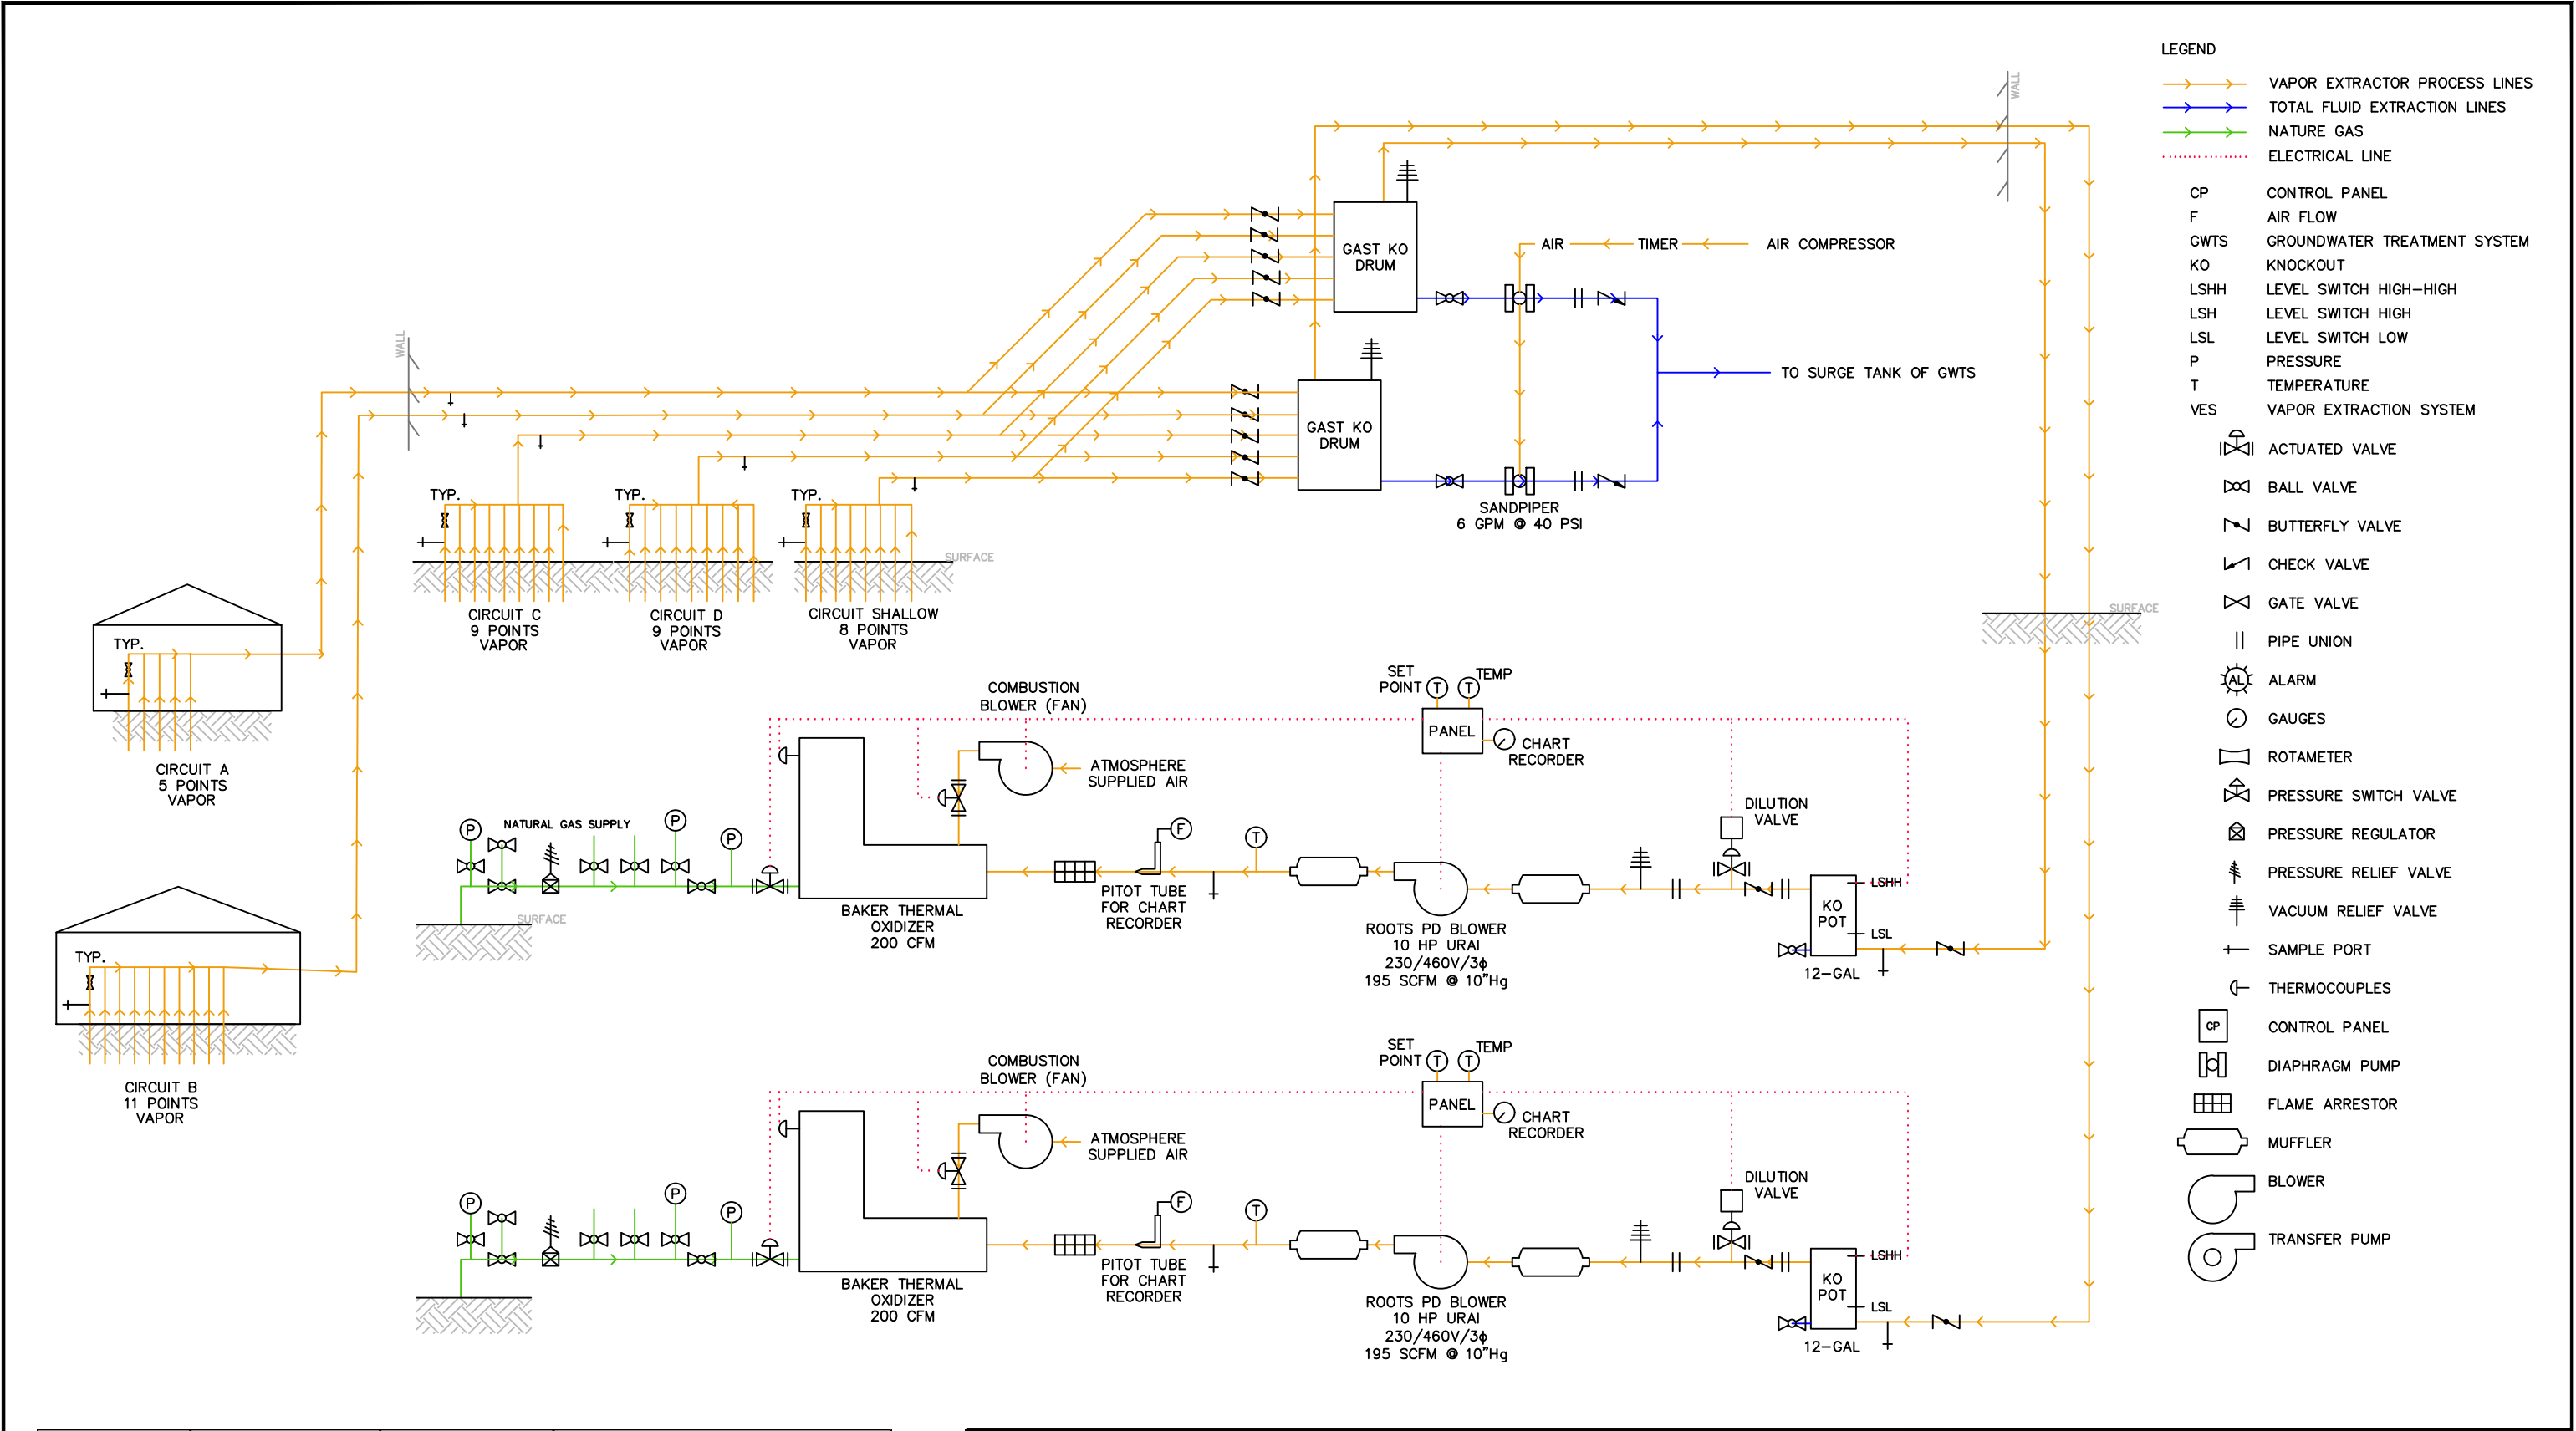 LEGEND
VAPOR EXTRACTOR PROCESS LINES
TOTAL FLUID EXTRACTION LINES
NATURE GAS
ELECTRICAL LINE
CP CONTROL PANEL
F AIR FLOW
GWTS GROUNDWATER TREATMENT SYSTEM
KO KNOCKOUT
LSHH LEVEL SWITCH HIGH-HIGH
LSH LEVEL SWITCH HIGH
LSL LEVEL SWITCH LOW
P PRESSURE
T TEMPERATURE
VES VAPOR EXTRACTION SYSTEM
ACTUATED VALVE
BALL VALVE
BUTTERFLY VALVE
CHECK VALVE
GATE VALVE
PIPE UNION
AL ALARM
GAUGES
ROTAMETER
PRESSURE SWITCH VALVE
PRESSURE REGULATOR
PRESSURE RELIEF VALVE
VACUUM RELIEF VALVE
SAMPLE PORT
THERMOCOUPLES
CP CONTROL PANEL
DIAPHRAGM PUMP
FLAME ARRESTOR
MUFFLER
BLOWER
TRANSFER PUMP
WALL
WALL
GAST KO
DRUM
AIR TIMER AIR COMPRESSOR
GAST KO
DRUM
TO SURGE TANK OF GWTS
SANDPIPER
6 GPM @ 40 PSI
TYP.
TYP.
TYP.
SURFACE
CIRCUIT C
9 POINTS
VAPOR
CIRCUIT D
9 POINTS
VAPOR
CIRCUIT SHALLOW
8 POINTS
VAPOR
SURFACE
TYP.
CIRCUIT A
5 POINTS
VAPOR
TYP.
CIRCUIT B
11 POINTS
VAPOR
COMBUSTION
BLOWER (FAN)
ATMOSPHERE
SUPPLIED AIR
SET
POINT
T
T
TEMP
PANEL
CHART
RECORDER
DILUTION
VALVE
P
NATURAL GAS SUPPLY
P
P
F
T
SURFACE
BAKER THERMAL
OXIDIZER
200 CFM
PITOT TUBE
FOR CHART
RECORDER
ROOTS PD BLOWER
10 HP URAI
230/460V/3ϕ
195 SCFM @ 10"Hg
KO
POT
LSHH
LSL
12-GAL
COMBUSTION
BLOWER (FAN)
ATMOSPHERE
SUPPLIED AIR
SET
POINT
T
T
TEMP
PANEL
CHART
RECORDER
DILUTION
VALVE
P
P
P
F
T
BAKER THERMAL
OXIDIZER
200 CFM
PITOT TUBE
FOR CHART
RECORDER
ROOTS PD BLOWER
10 HP URAI
230/460V/3ϕ
195 SCFM @ 10"Hg
KO
POT
LSHH
LSL
12-GAL